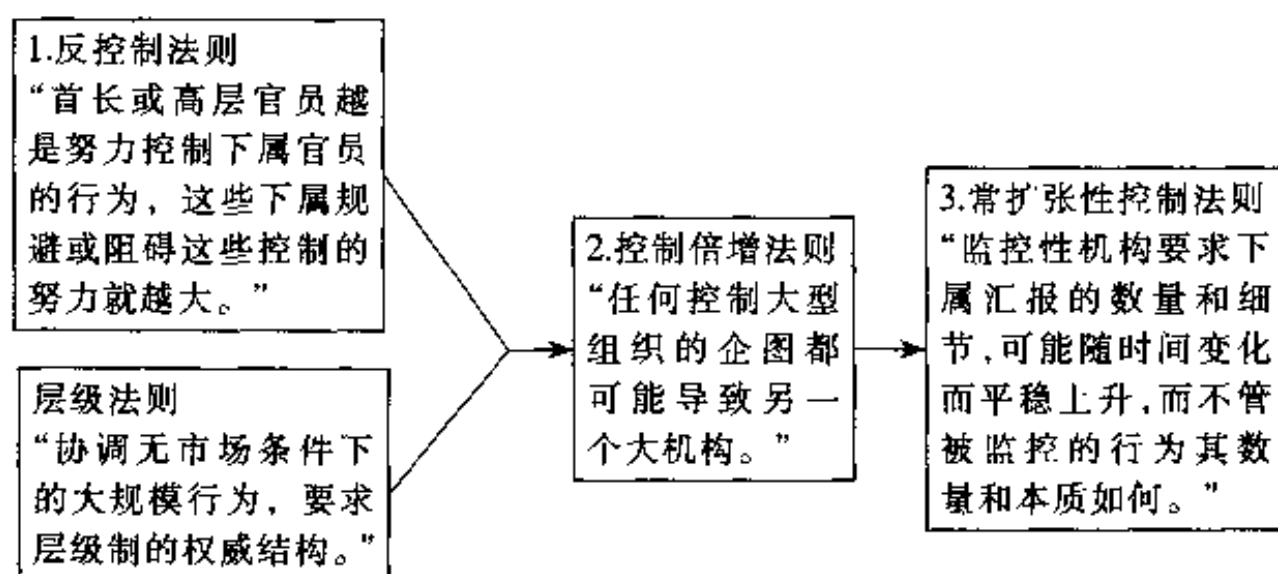 1.反控制法则
“首长或高层官员越
是努力控制下属官员
的行为，这些下属规
避或阻碍这些控制的
努力就越大。”
层级法则
“协调无市场条件下
的大规模行为，要求
层级制的权威结构。”
2.控制倍增法则
“任何控制大型
组织的企图都
可能导致另一
个大机构。”
3.常扩张性控制法则
“监控性机构要求下
属汇报的数量和细
节,可能随时间变化
而平稳上升,而不管
被监控的行为其数
量和本质如何。”